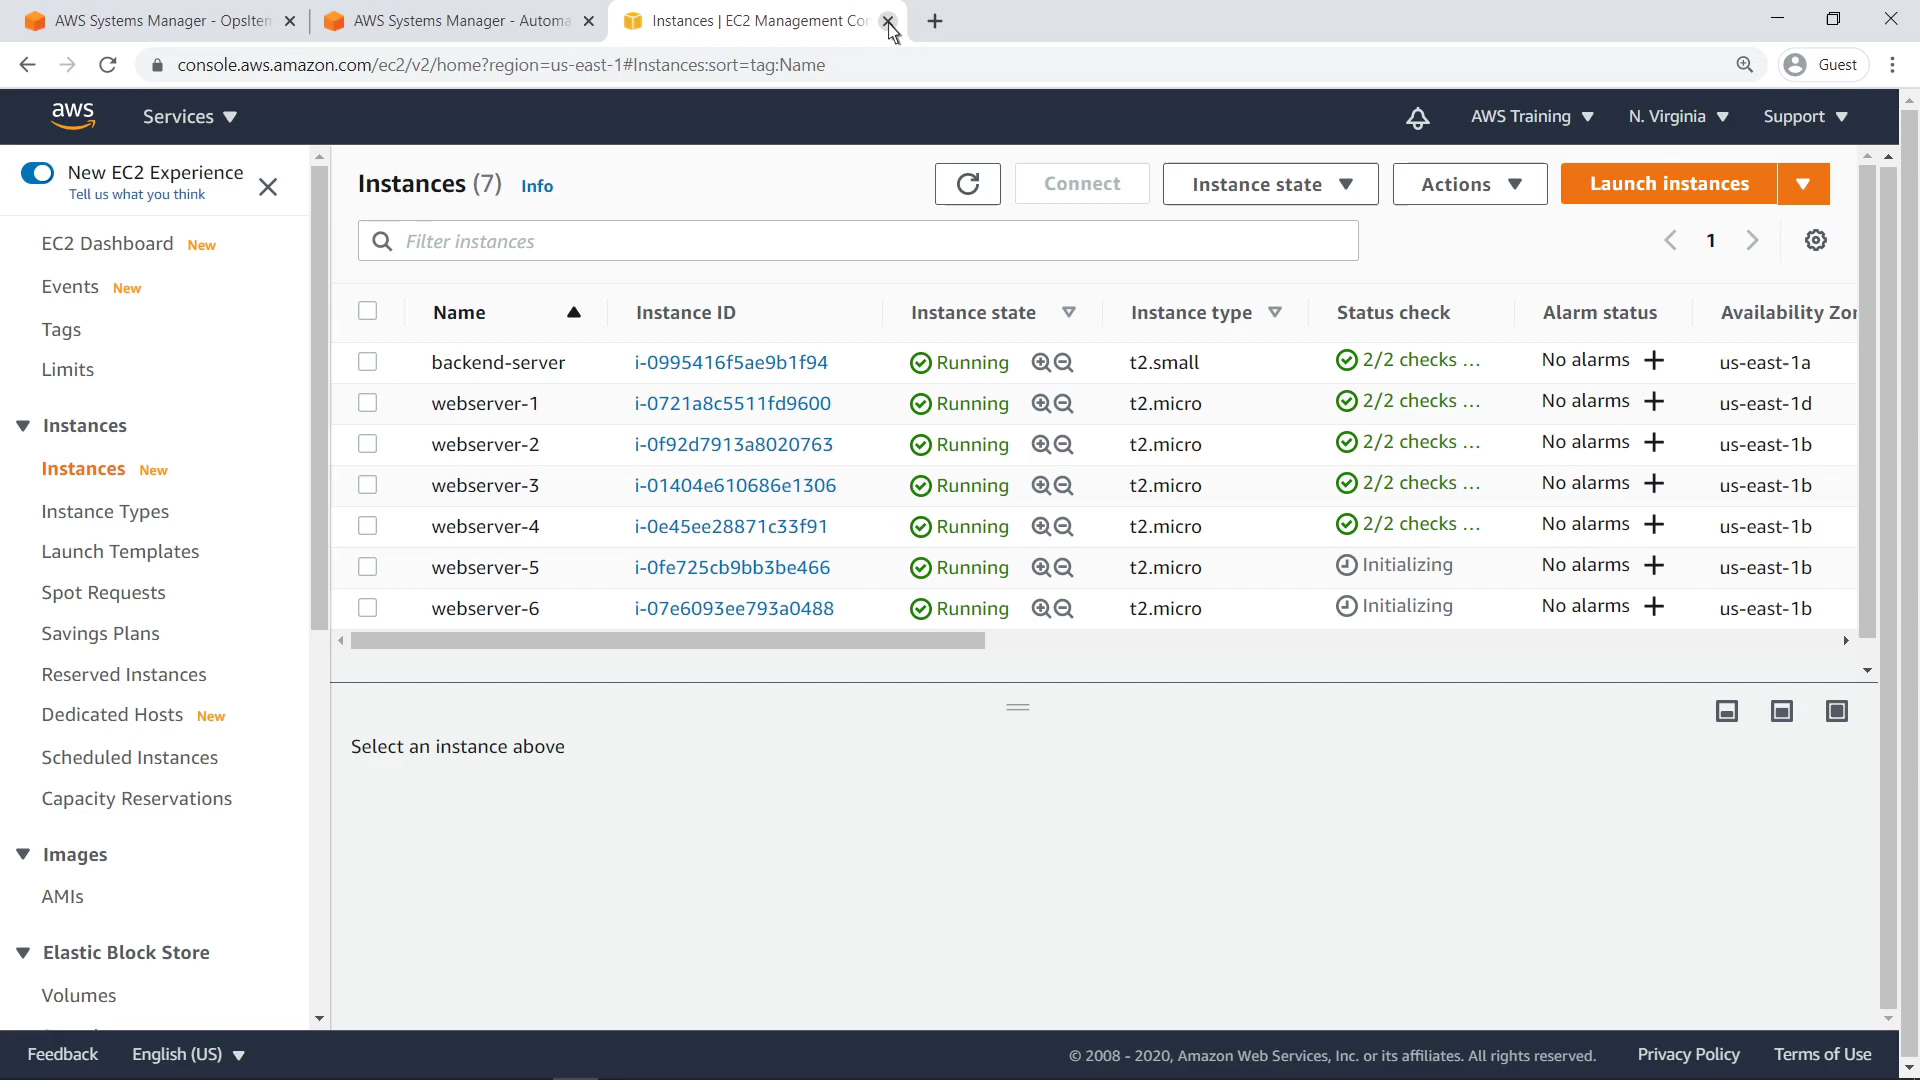 AWS Systems Manager - OpsIten
AWS Systems Manager - Automa
Instances | EC2 Management Co
console.aws.amazon.com/ec2/v2/home?region=us-east-1#Instances:sort=tag:Name
Guest
aws
Services
AWS Training
N. Virginia
Support
New EC2 Experience
Tell us what you think
EC2 Dashboard New
Events New
Tags
Limits
Instances
Instances New
Instance Types
Launch Templates
Spot Requests
Savings Plans
Reserved Instances
Dedicated Hosts New
Scheduled Instances
Capacity Reservations
Images
AMIs
Elastic Block Store
Volumes
Instances (7) Info
Connect
Instance state
Actions
Launch instances
Filter instances
1
Name Instance ID Instance state Instance type Status check Alarm status Availability Zo
backend-server i-0995416f5ae9b1f94 Running t2.small 2/2 checks ... No alarms + us-east-1a
webserver-1 i-0721a8c5511fd9600 Running t2.micro 2/2 checks ... No alarms + us-east-1d
webserver-2 i-0f92d7913a8020763 Running t2.micro 2/2 checks ... No alarms + us-east-1b
webserver-3 i-01404e610686e1306 Running t2.micro 2/2 checks ... No alarms + us-east-1b
webserver-4 i-0e45ee28871c33f91 Running t2.micro 2/2 checks ... No alarms + us-east-1b
webserver-5 i-0fe725cb9bb3be466 Running t2.micro Initializing No alarms + us-east-1b
webserver-6 i-07e6093ee793a0488 Running t2.micro Initializing No alarms + us-east-1b
Select an instance above
Feedback
English (US)
© 2008 - 2020, Amazon Web Services, Inc. or its affiliates. All rights reserved.
Privacy Policy
Terms of Use